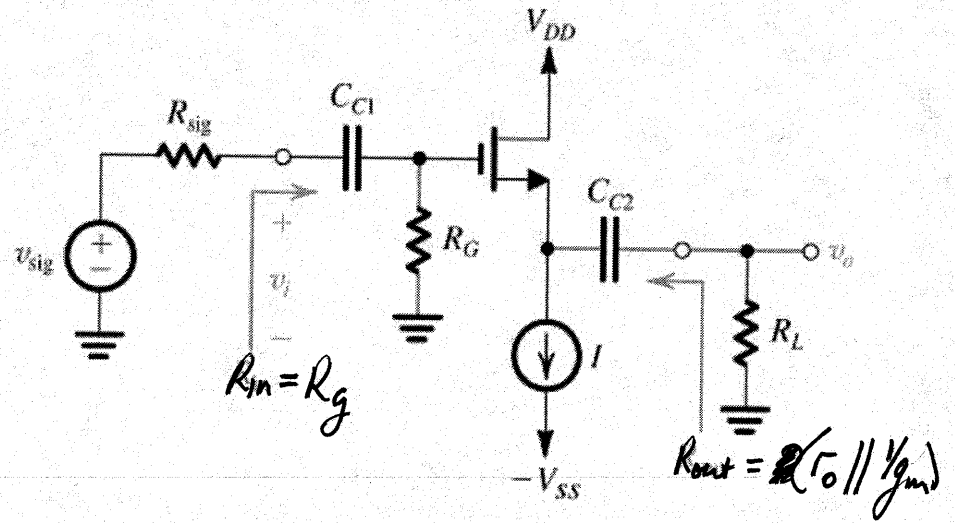 V_DD
C_C1
R_sig
C_C2
R_G
v_sig
+
−
+
v_i
−
v_o
I
R_L
R_in = R_g
R_out = (r_o // 1/g_m)
−V_SS